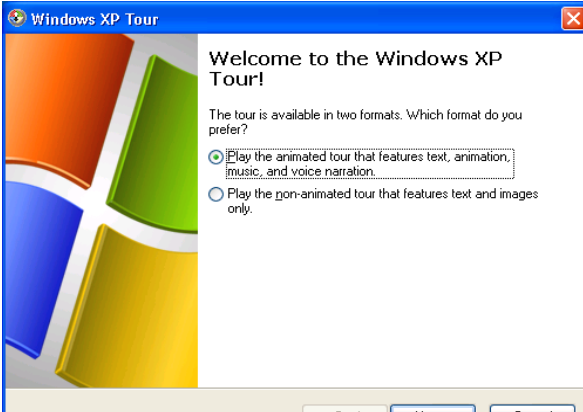 Windows XP Tour
Welcome to the Windows XP
Tour!
The tour is available in two formats. Which format do you
prefer?
Play the animated tour that features text, animation,
music, and voice narration.
Play the non-animated tour that features text and images
only.